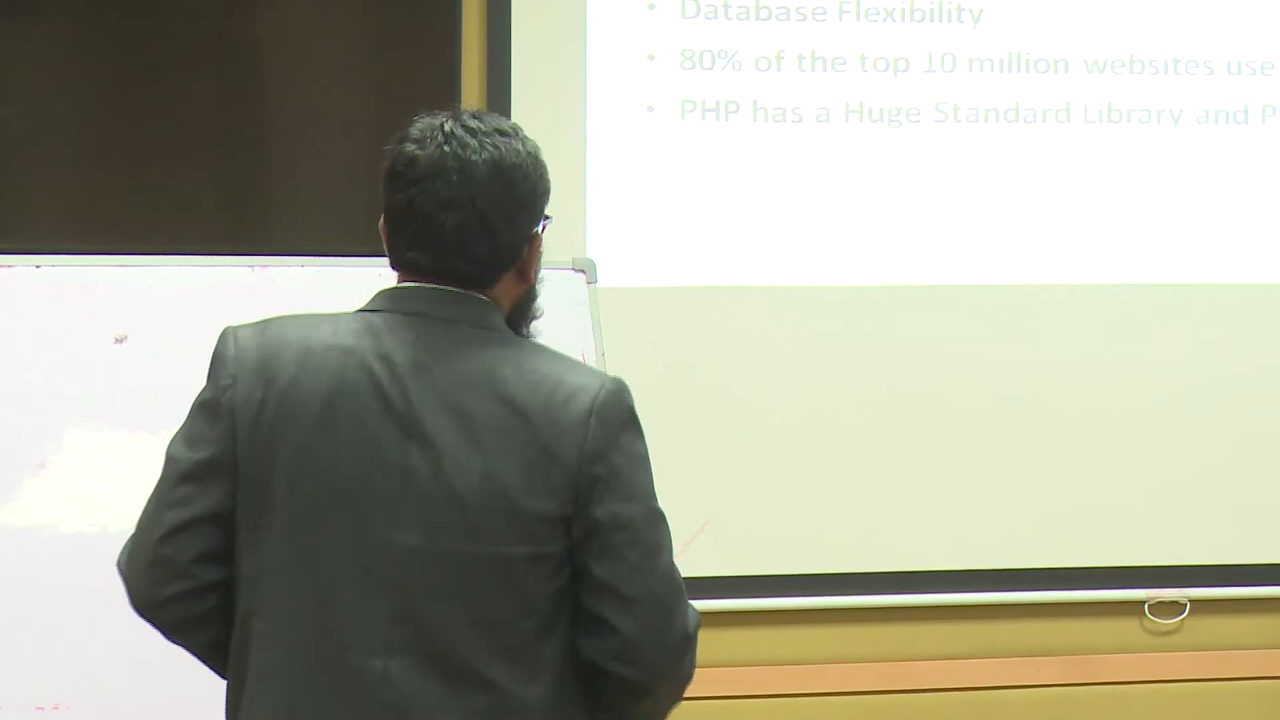 • Database Flexibility
• 80% of the top 10 million websites use
• PHP has a Huge Standard Library and P